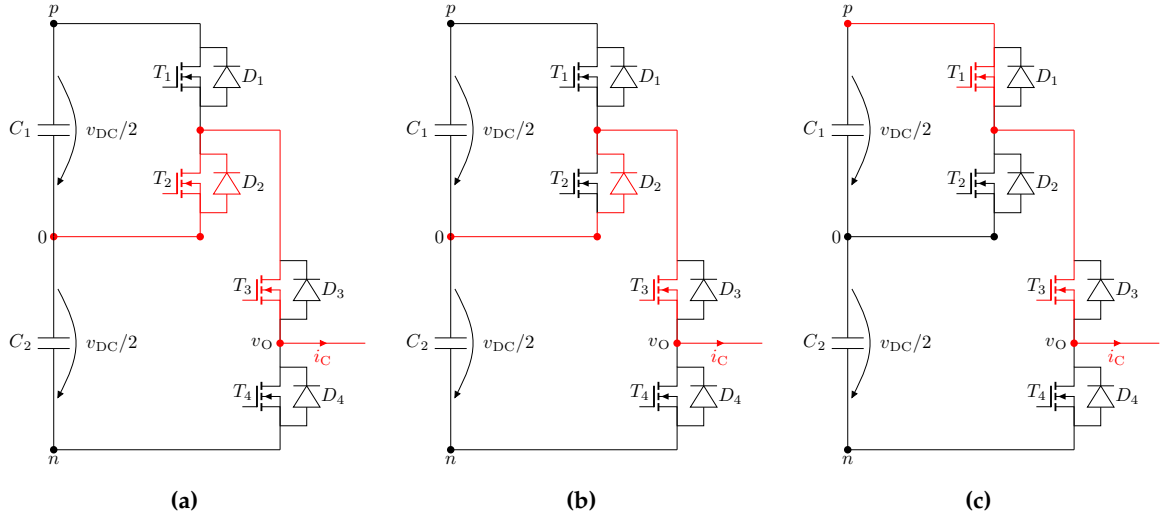 p
T1
D1
C1
vDC/2
T2
D2
0
T3
D3
C2
vDC/2
vO
iC
T4
D4
n
(a)
p
T1
D1
C1
vDC/2
T2
D2
0
T3
D3
C2
vDC/2
vO
iC
T4
D4
n
(b)
p
T1
D1
C1
vDC/2
T2
D2
0
T3
D3
C2
vDC/2
vO
iC
T4
D4
n
(c)